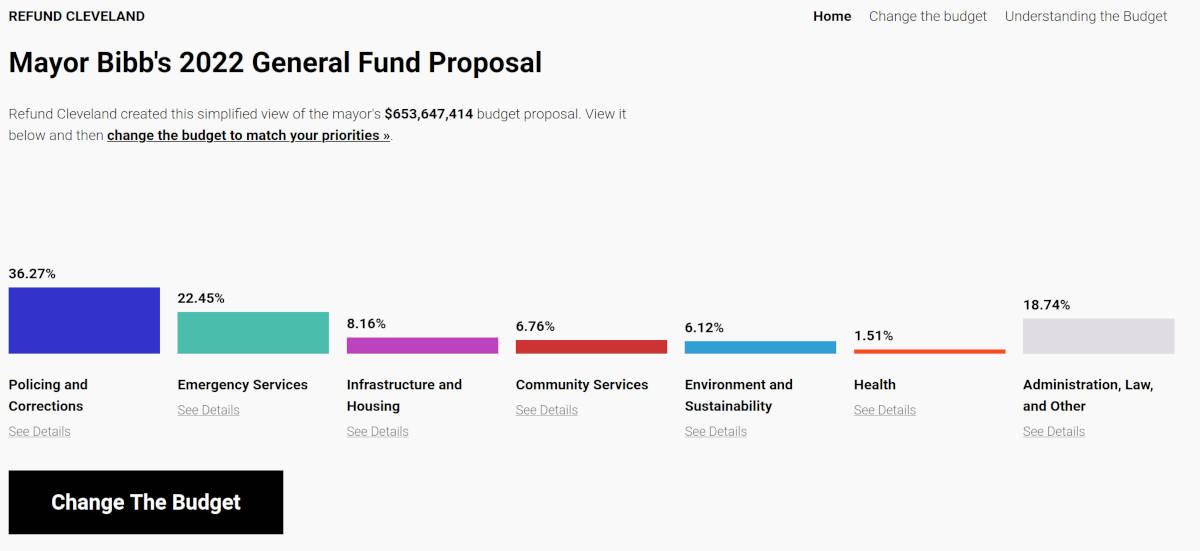 REFUND CLEVELAND
Home Change the budget Understanding the Budget
Mayor Bibb's 2022 General Fund Proposal
Refund Cleveland created this simplified view of the mayor's $653,647,414 budget proposal. View it
below and then change the budget to match your priorities ».
36.27%
Policing and
Corrections
See Details
22.45%
Emergency Services
See Details
8.16%
Infrastructure and
Housing
See Details
6.76%
Community Services
See Details
6.12%
Environment and
Sustainability
See Details
1.51%
Health
See Details
18.74%
Administration, Law,
and Other
See Details
Change The Budget